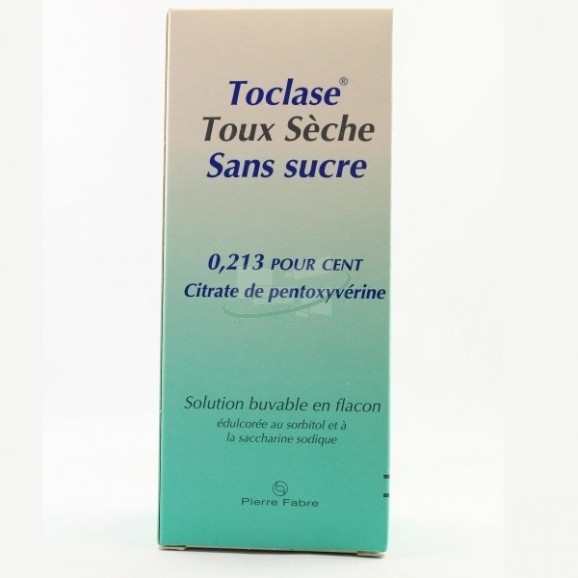 Toclase®
Toux Sèche
Sans sucre
0,213 POUR CENT
Citrate de pentoxyvérine
Solution buvable en flacon
édulcorée au sorbitol et à
la saccharine sodique
Pierre Fabre